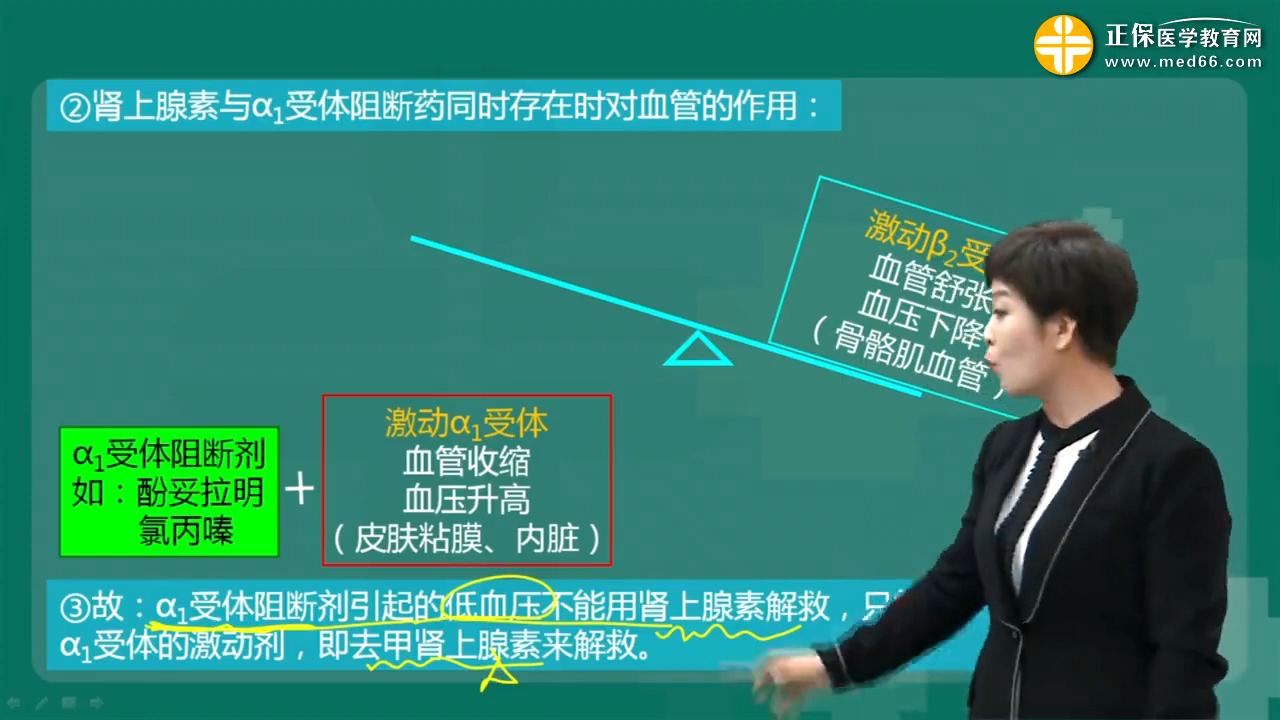 正保医学教育网
www.med66.com
②肾上腺素与α1受体阻断药同时存在时对血管的作用：
激动β2受
血管舒张
血压下降
（骨骼肌血管）
激动α1受体
血管收缩
血压升高
（皮肤粘膜、内脏）
α1受体阻断剂
如：酚妥拉明
氯丙嗪
+
③故：α1受体阻断剂引起的低血压不能用肾上腺素解救，只
α1受体的激动剂，即去甲肾上腺素来解救。